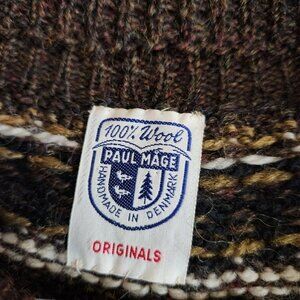 100% Wool
PAUL MAGE
HANDMADE IN DENMARK
ORIGINALS